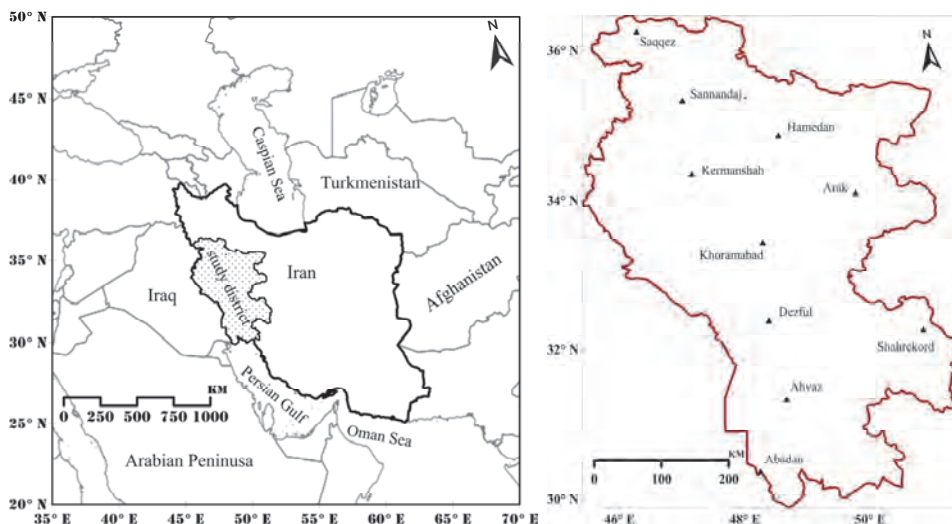 50° N
45° N
40° N
35° N
30° N
25° N
20° N
35° E 40° E 45° E 50° E 55° E 60° E 65° E 70° E
N
Caspian Sea
Turkmenistan
study district
Iran
Iraq
Afghanistan
KM
0 250 500 750 1000
Persian Gulf
Oman Sea
Arabian Peninusa
36° N
34° N
32° N
30° N
46° E 48° E 50° E
N
Saqqez
Sannandaj
Hamedan
Kermanshah
Arak
Khoramabad
Dezful
Shahrekord
Ahvaz
Abadan
KM
0 100 200